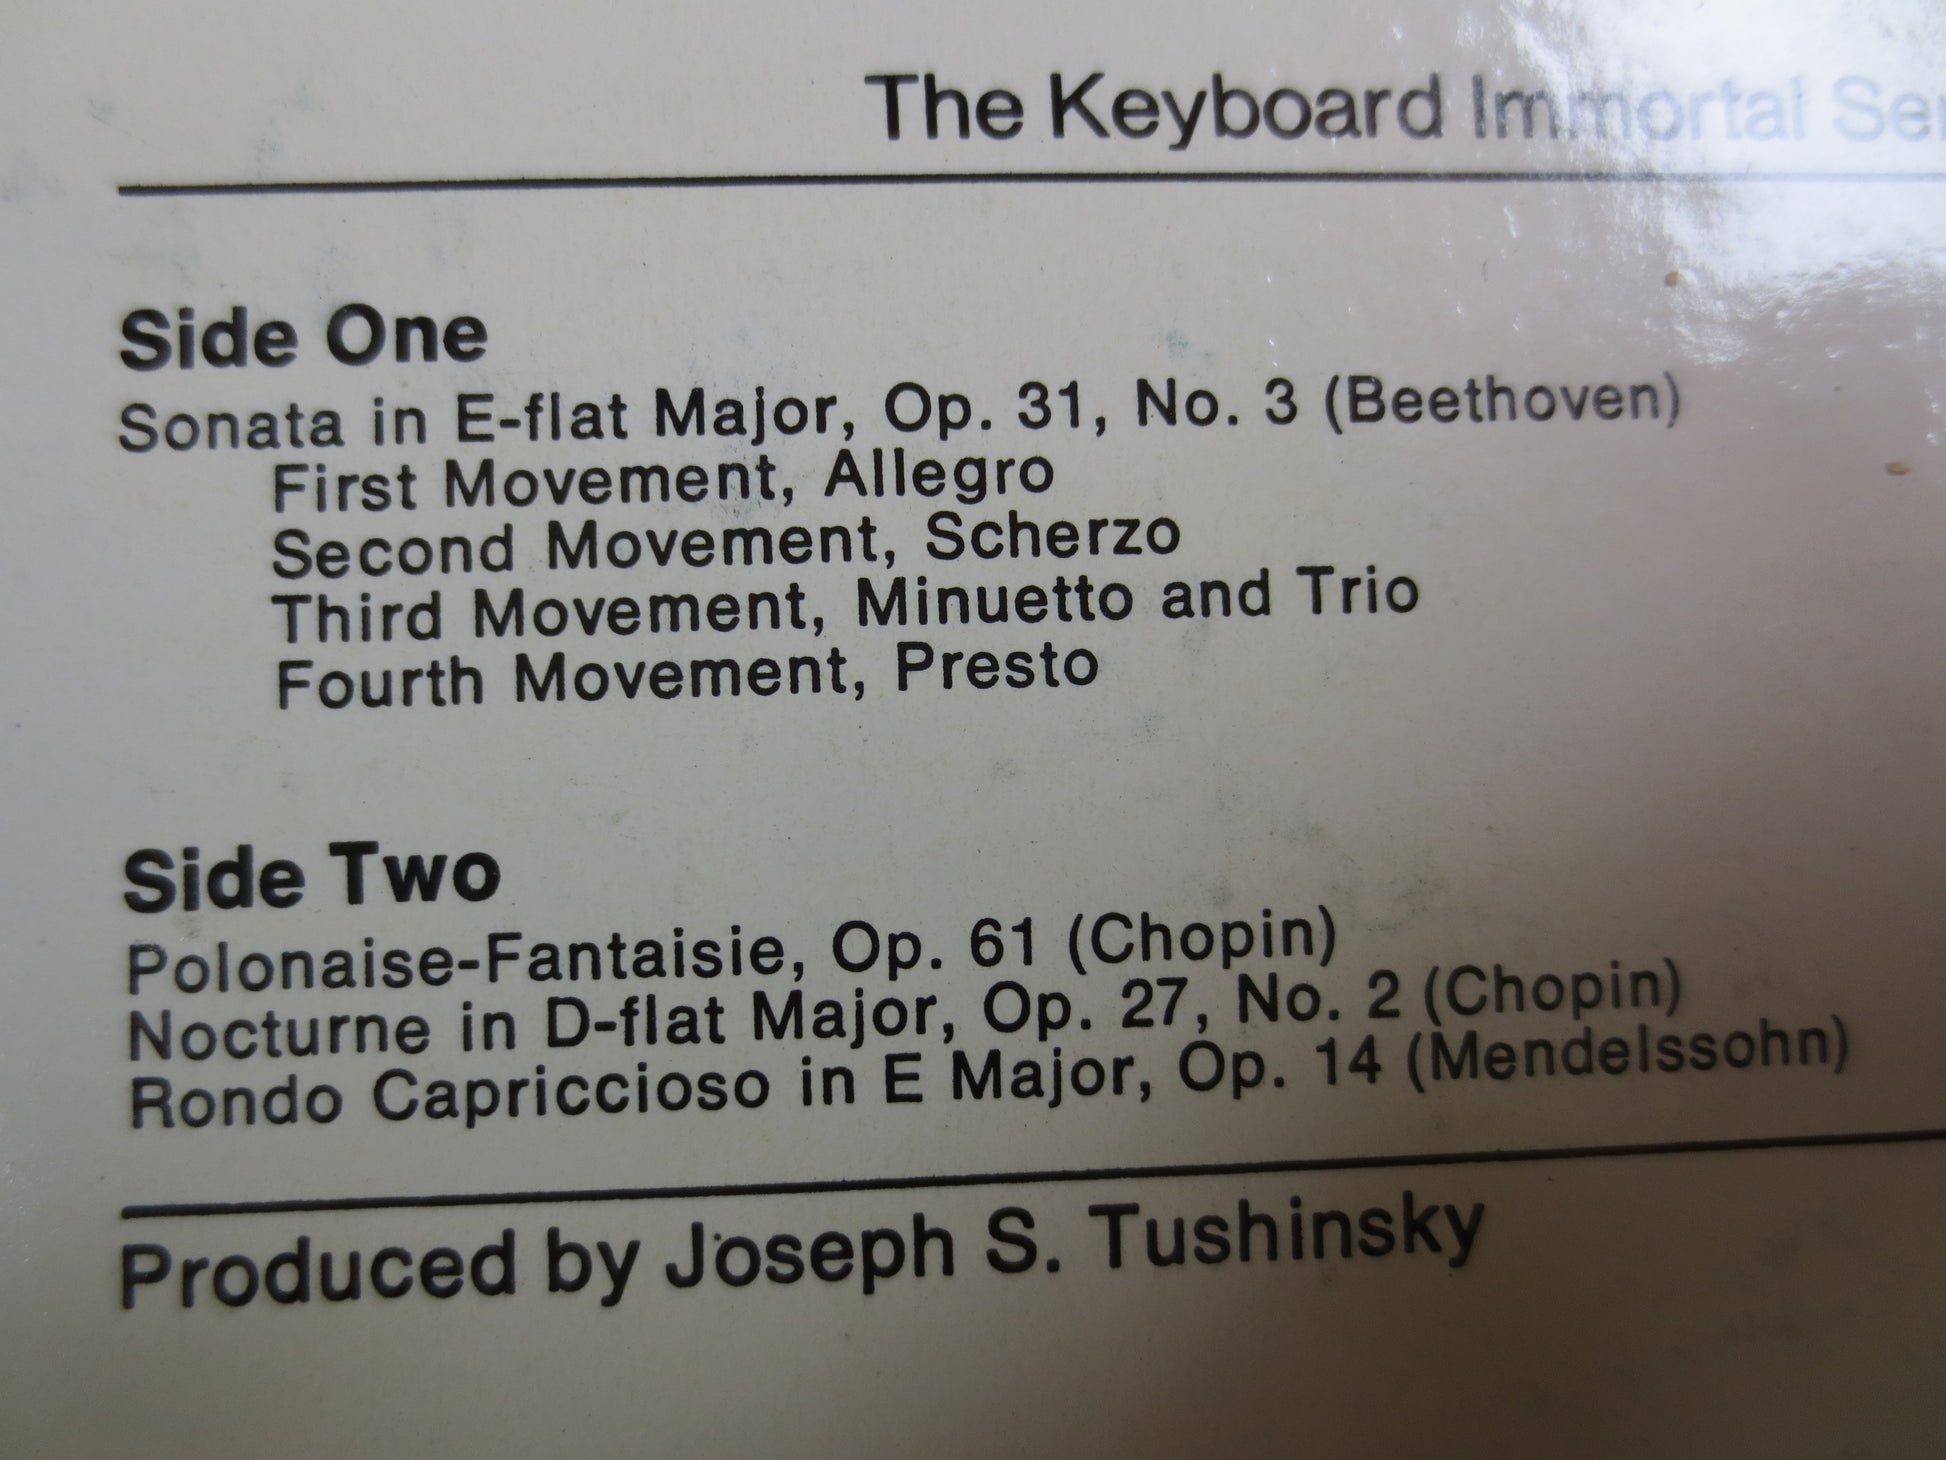 The Keyboard Immortal
Side One
Sonata in E-flat Major, Op. 31, No. 3 (Beethoven)
First Movement, Allegro
Second Movement, Scherzo
Third Movement, Minuetto and Trio
Fourth Movement, Presto
Side Two
Polonaise-Fantaisie, Op. 61 (Chopin)
Nocturne in D-flat Major, Op. 27, No. 2 (Chopin)
Rondo Capriccioso in E Major, Op. 14 (Mendelssohn)
Produced by Joseph S. Tushinsky